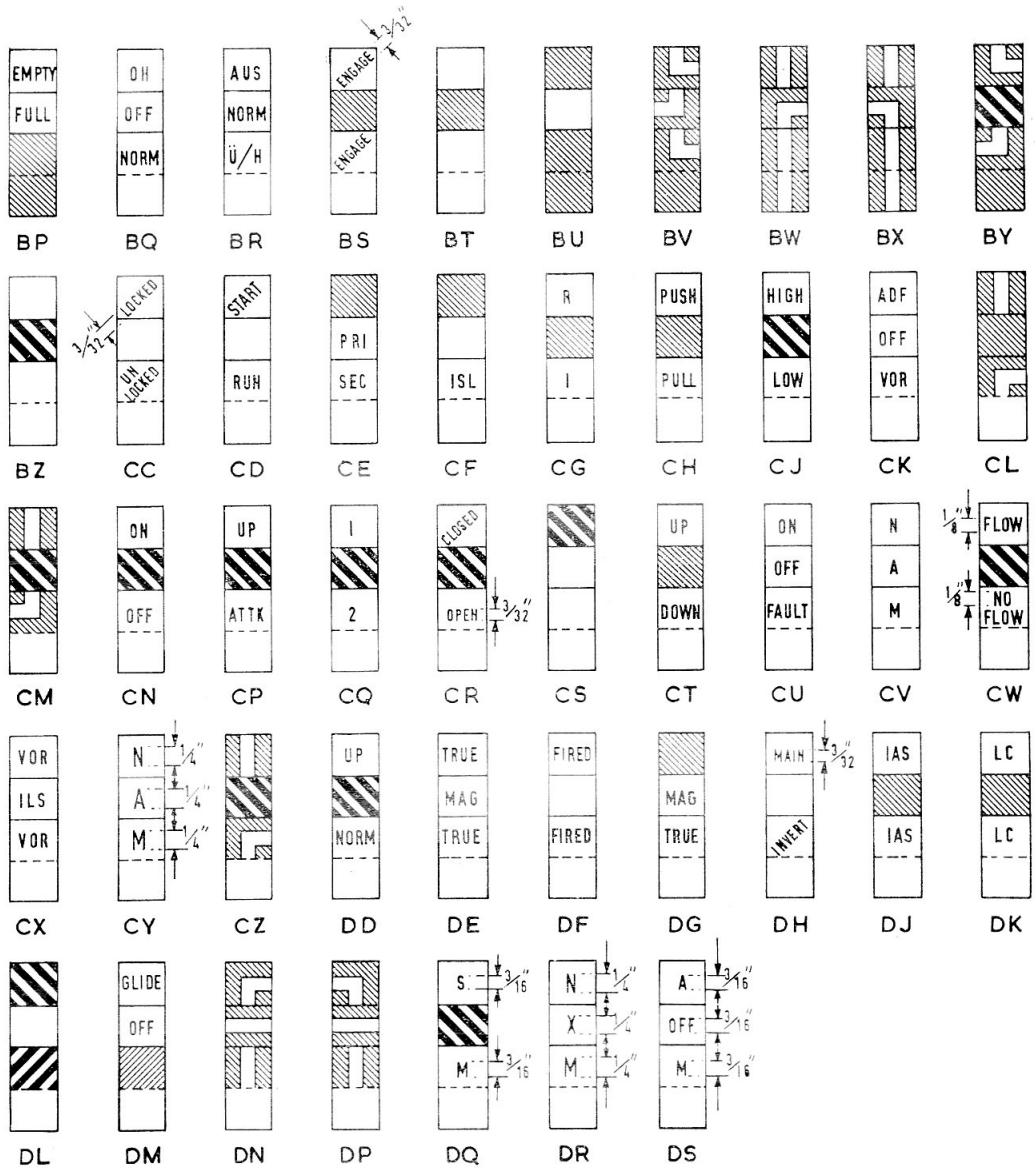 3/32"
EMPTY OH AUS ENGAGE
FULL OFF NORM
NORM Ü/H ENGAGE
BP BQ BR BS BT BU BV BW BX BY
3/32" LOCKED START R PUSH HIGH ADF
PRI OFF
UN LOCKED RUN SEC ISL I PULL LOW VOR
BZ CC CD CE CF CG CH CJ CK CL
ON UP 1 CLOSED UP ON N 1/8" FLOW
OFF A
OFF ATTK 2 OPEN 3/32" DOWN FAULT M 1/8" NO FLOW
CM CN CP CQ CR CS CT CU CV CW
VOR N 1/4" UP TRUE FIRED MAIN 3/32" IAS LC
ILS A 1/4" MAG MAG
VOR M 1/4" NORM TRUE FIRED TRUE INVERT IAS LC
CX CY CZ DD DE DF DG DH DJ DK
GLIDE S 3/16" N 1/4" A 3/16"
OFF X 1/4" OFF 3/16"
M 3/16" M 1/4" M 3/16"
DL DM DN DP DQ DR DS